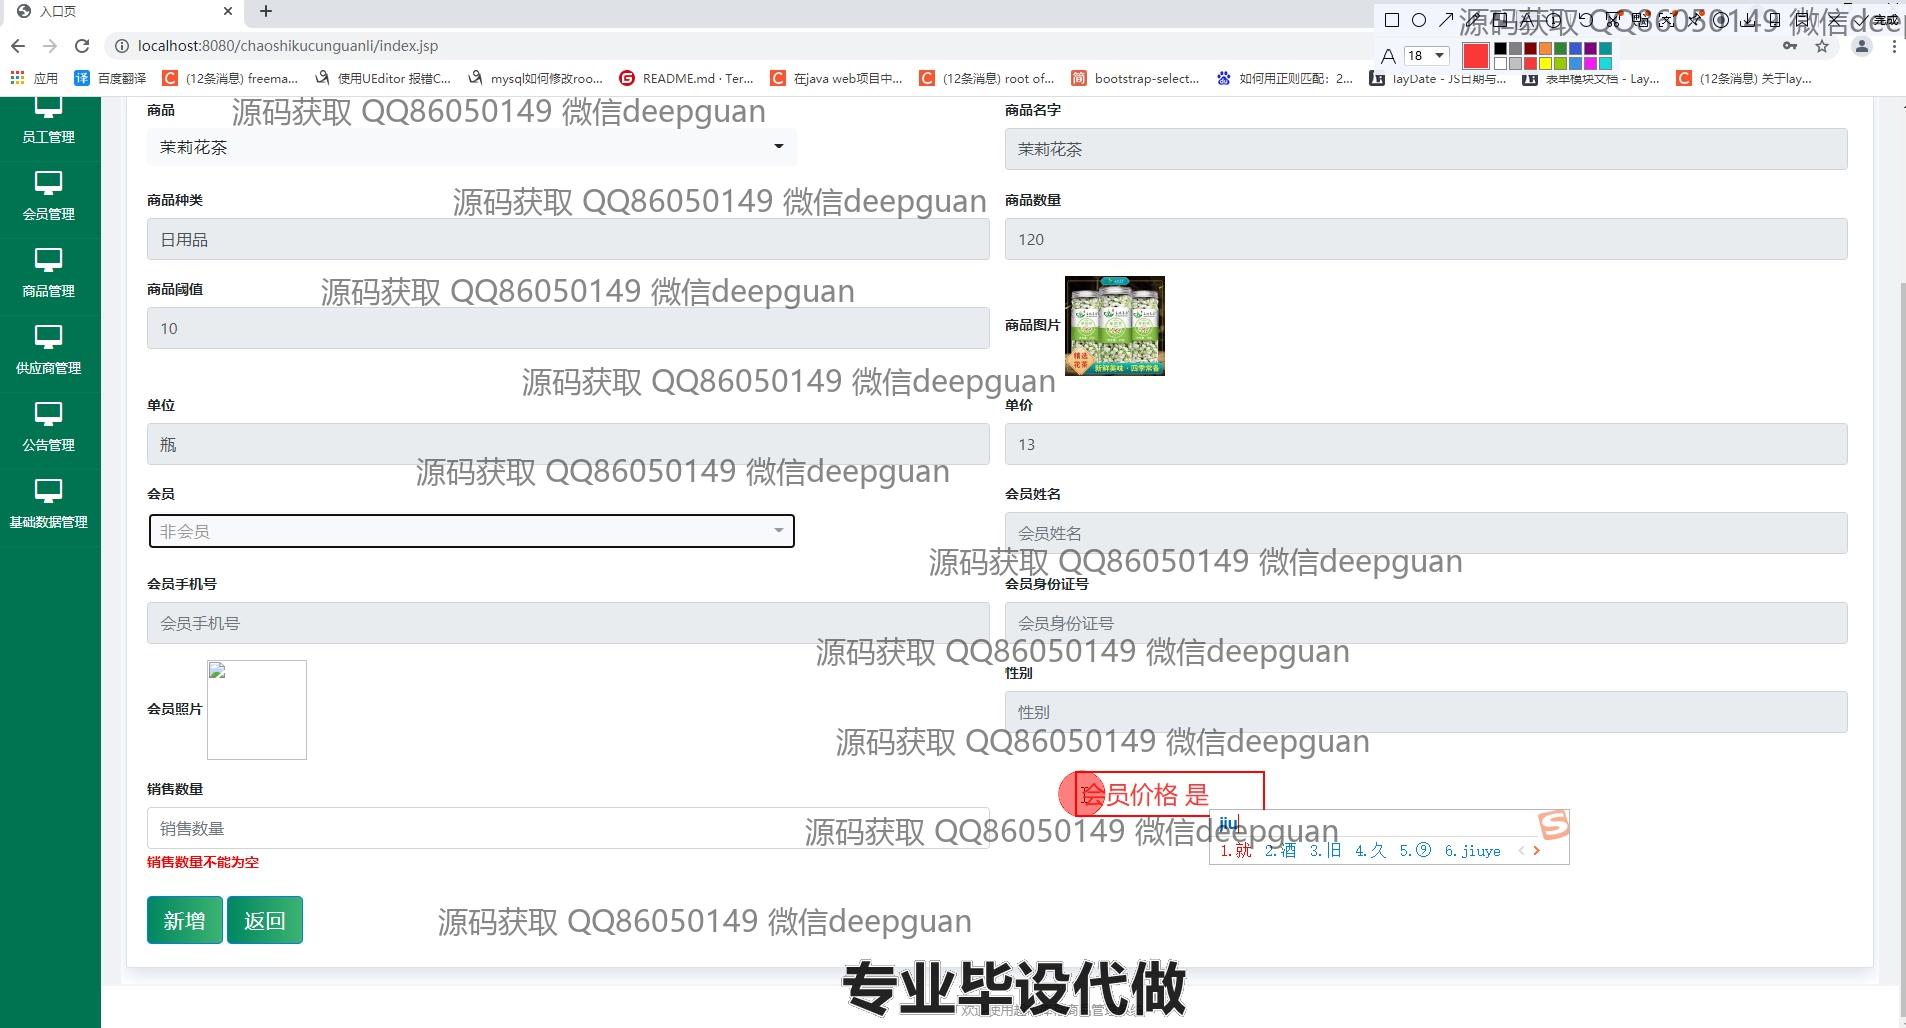 入口页
完成
localhost:8080/chaoshikucunguanli/index.jsp
A 18
应用 百度翻译 (12条消息) freema... 使用UEditor 报错C... mysql如何修改roo... README.md · Ter... 在java web项目中... (12条消息) root of... bootstrap-select... 如何用正则匹配：2... layDate - JS日期与... 表单模块文档 - Lay... (12条消息) 关于lay...
源码获取 QQ86050149 微信deep
员工管理
会员管理
商品管理
供应商管理
公告管理
基础数据管理
商品
茉莉花茶
商品名字
茉莉花茶
源码获取 QQ86050149 微信deepguan
商品种类
日用品
商品数量
120
源码获取 QQ86050149 微信deepguan
商品阈值
10
商品图片
精选
花茶
新鲜美味·四季常备
源码获取 QQ86050149 微信deepguan
源码获取 QQ86050149 微信deepguan
单位
瓶
单价
13
源码获取 QQ86050149 微信deepguan
会员
非会员
会员姓名
会员姓名
源码获取 QQ86050149 微信deepguan
会员手机号
会员手机号
会员身份证号
会员身份证号
源码获取 QQ86050149 微信deepguan
会员照片
性别
性别
源码获取 QQ86050149 微信deepguan
销售数量
销售数量
销售数量不能为空
会员价格 是
jiu
1.就 2.酒 3.旧 4.久 5.⑨ 6.jiuye
源码获取 QQ86050149 微信deepguan
新增 返回
源码获取 QQ86050149 微信deepguan
专业毕设代做